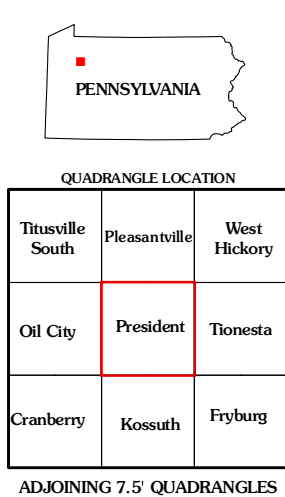 PENNSYLVANIA
QUADRANGLE LOCATION
Titusville
South
Pleasantville
West
Hickory
Oil City
President
Tionesta
Cranberry
Kossuth
Fryburg
ADJOINING 7.5' QUADRANGLES